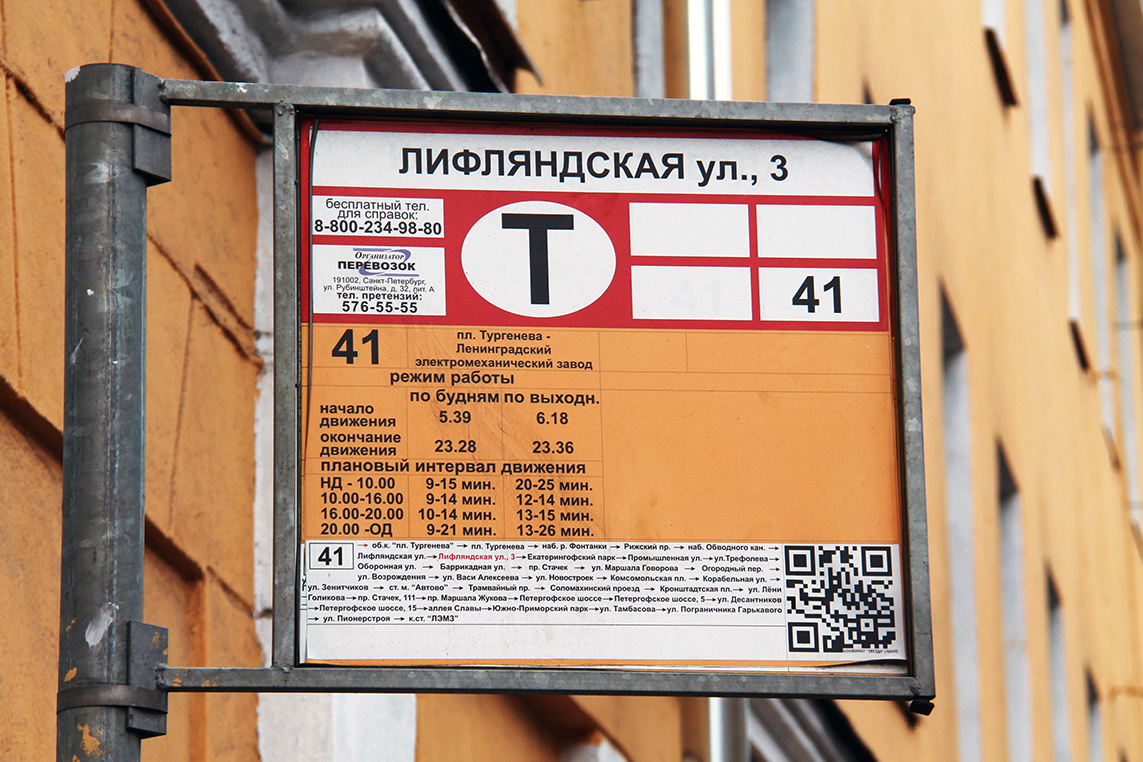 ЛИФЛЯНДСКАЯ ул., 3
бесплатный тел.
для справок:
8-800-234-98-80
ОРГАНИЗАТОР
ПЕРЕВОЗОК
191002, Санкт-Петербург,
ул. Рубинштейна, д. 32, лит. А
тел. претензий:
576-55-55
Т
41
41
пл. Тургенева -
Ленинградский
электромеханический завод
режим работы
по будням по выходн.
начало
движения 5.39 6.18
окончание
движения 23.28 23.36
плановый интервал движения
НД - 10.00 9-15 мин. 20-25 мин.
10.00-16.00 9-14 мин. 12-14 мин.
16.00-20.00 10-14 мин. 13-15 мин.
20.00 -ОД 9-21 мин. 13-26 мин.
41
→ об.к. "пл. Тургенева" → пл. Тургенева → наб. р. Фонтанки → Рижский пр. → наб. Обводного кан. →
Лифляндская ул.→Лифляндская ул., 3→Екатерингофский парк→Промышленная ул→ул.Трефолева→
Оборонная ул. → Баррикадная ул. → пр. Стачек → ул. Маршала Говорова → Огородный пер.
ул. Возрождения → ул. Васи Алексеева → ул. Новостроек → Комсомольская пл. → Корабельная ул.→
ул. Зенитчиков → ст. м. "Автово" → Трамвайный пр. → Соломахинский проезд → Кронштадтская пл.→ ул. Лёни
Голикова→ пр. Стачек, 111→пр. Маршала Жукова→Петергофское шоссе→Петергофское шоссе, 5→ул. Десантников
→Петергофское шоссе, 15→аллея Славы→Южно-Приморский парк→ул. Тамбасова→ул. Пограничника Гарькавого
→ ул. Пионерстроя → к.ст. "ЛЭМЗ"